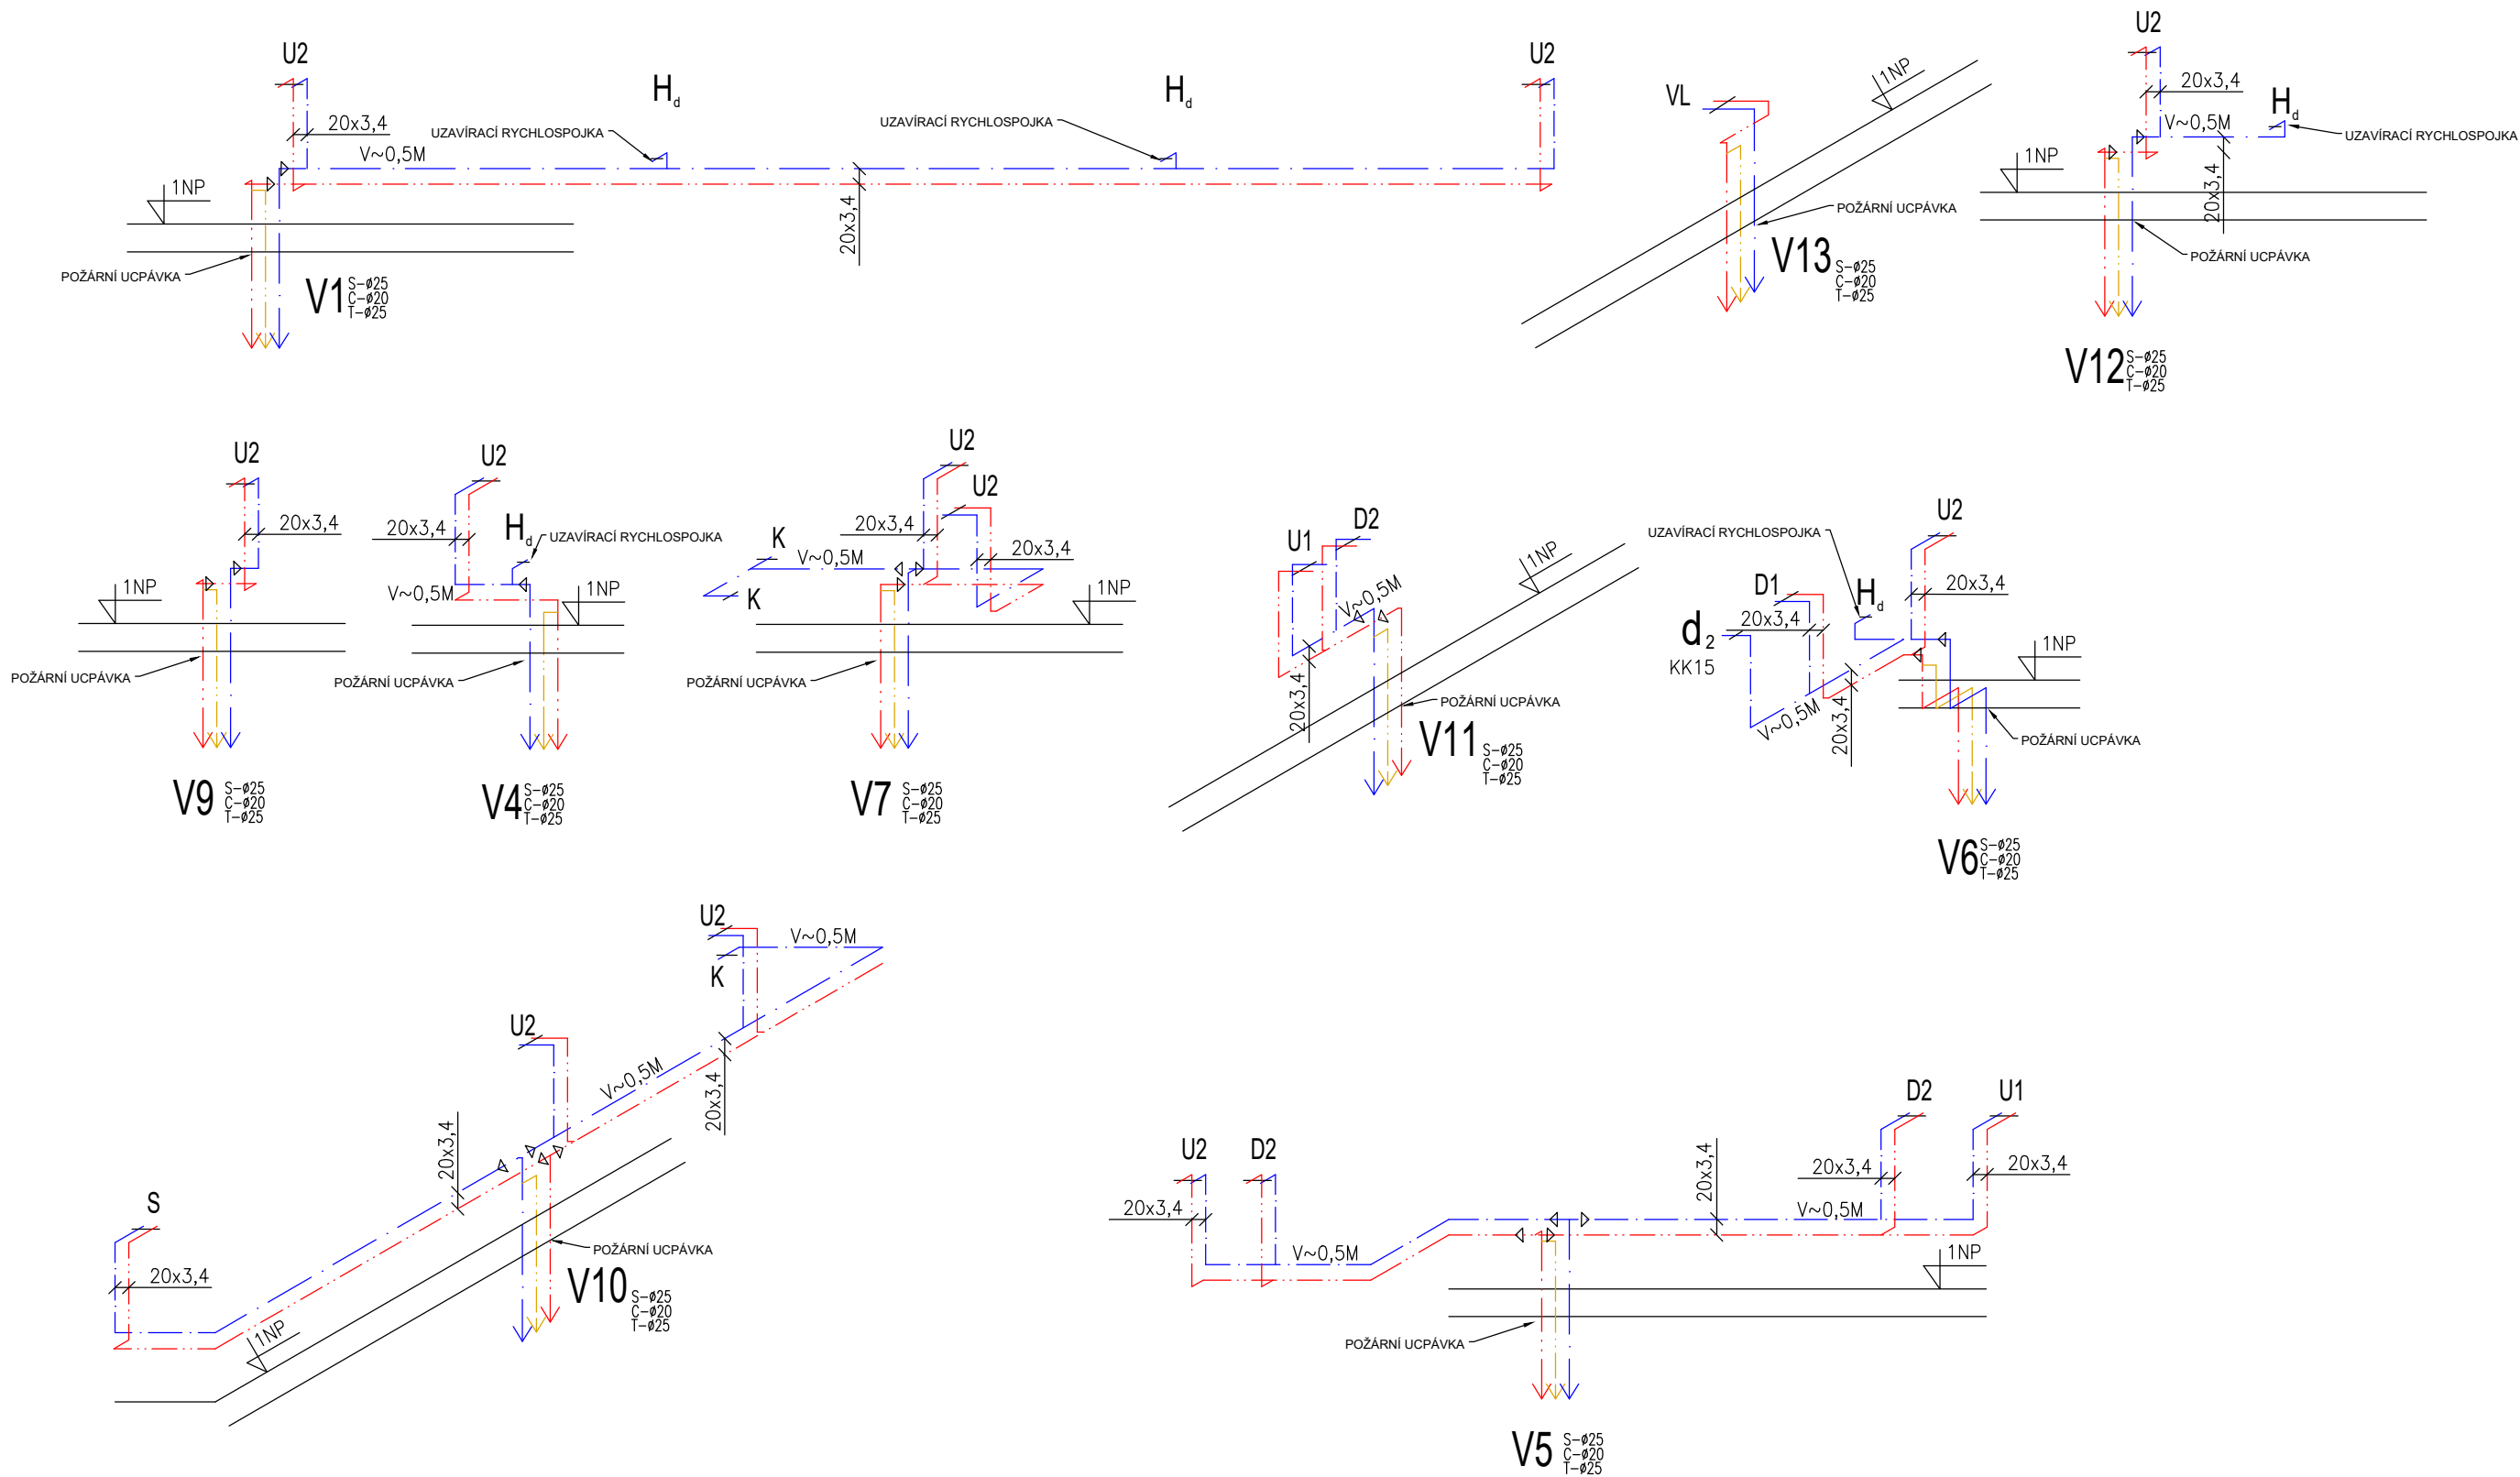 U2
20x3,4
V~0,5M
UZAVÍRACÍ RYCHLOSPOJKA
Hd
UZAVÍRACÍ RYCHLOSPOJKA
Hd
U2
20x3,4
1NP
POŽÁRNÍ UCPÁVKA
V1
S-ø25
C-ø20
T-ø25
VL
1NP
POŽÁRNÍ UCPÁVKA
V13
S-ø25
C-ø20
T-ø25
U2
20x3,4
Hd
V~0,5M
UZAVÍRACÍ RYCHLOSPOJKA
1NP
20x3,4
POŽÁRNÍ UCPÁVKA
V12
S-ø25
C-ø20
T-ø25
U2
20x3,4
1NP
POŽÁRNÍ UCPÁVKA
V9
S-ø25
C-ø20
T-ø25
U2
20x3,4
Hd
UZAVÍRACÍ RYCHLOSPOJKA
V~0,5M
1NP
POŽÁRNÍ UCPÁVKA
V4
S-ø25
C-ø20
T-ø25
U2
U2
20x3,4
K
V~0,5M
20x3,4
K
1NP
POŽÁRNÍ UCPÁVKA
V7
S-ø25
C-ø20
T-ø25
D2
U1
1NP
V~0,5M
20x3,4
POŽÁRNÍ UCPÁVKA
V11
S-ø25
C-ø20
T-ø25
U2
UZAVÍRACÍ RYCHLOSPOJKA
D1
Hd
20x3,4
20x3,4
d2
KK15
1NP
V~0,5M
20x3,4
POŽÁRNÍ UCPÁVKA
V6
S-ø25
C-ø20
T-ø25
U2
V~0,5M
K
U2
V~0,5M
20x3,4
20x3,4
S
20x3,4
POŽÁRNÍ UCPÁVKA
V10
S-ø25
C-ø20
T-ø25
1NP
D2
U1
U2
D2
20x3,4
20x3,4
20x3,4
20x3,4
V~0,5M
V~0,5M
1NP
POŽÁRNÍ UCPÁVKA
V5
S-ø25
C-ø20
T-ø25